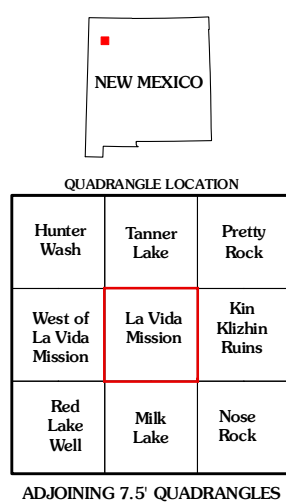 NEW MEXICO
QUADRANGLE LOCATION
Hunter
Wash
Tanner
Lake
Pretty
Rock
West of
La Vida
Mission
La Vida
Mission
Kin
Klizhin
Ruins
Red
Lake
Well
Milk
Lake
Nose
Rock
ADJOINING 7.5' QUADRANGLES